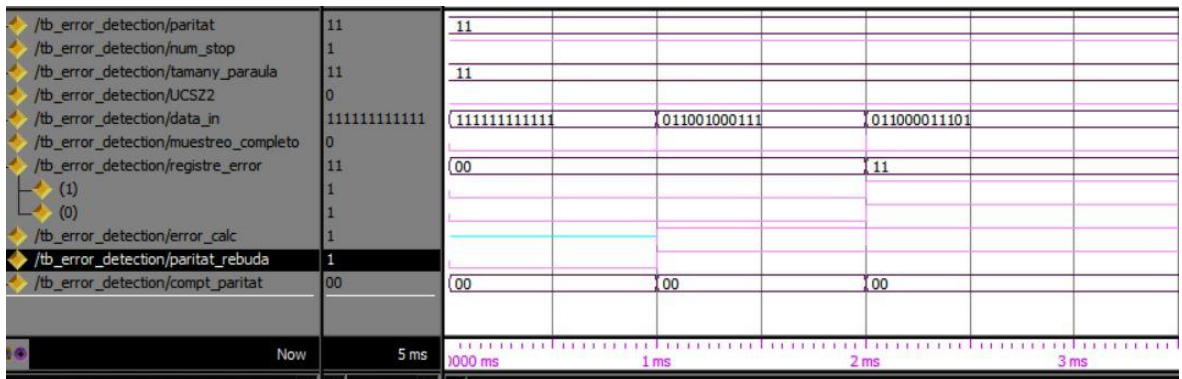 /tb_error_detection/paritat 11 11
/tb_error_detection/num_stop 1
/tb_error_detection/tamany_paraula 11 11
/tb_error_detection/UCSZ2 0
/tb_error_detection/data_in 111111111111 111111111111 011001000111 011000011101
/tb_error_detection/muestreo_completo 0
/tb_error_detection/registre_error 11 00 11
(1) 1
(0) 1
/tb_error_detection/error_calc 1
/tb_error_detection/paritat_rebuda 1
/tb_error_detection/compt_paritat 00 00 00 00
Now 5 ms 0000 ms 1 ms 2 ms 3 ms